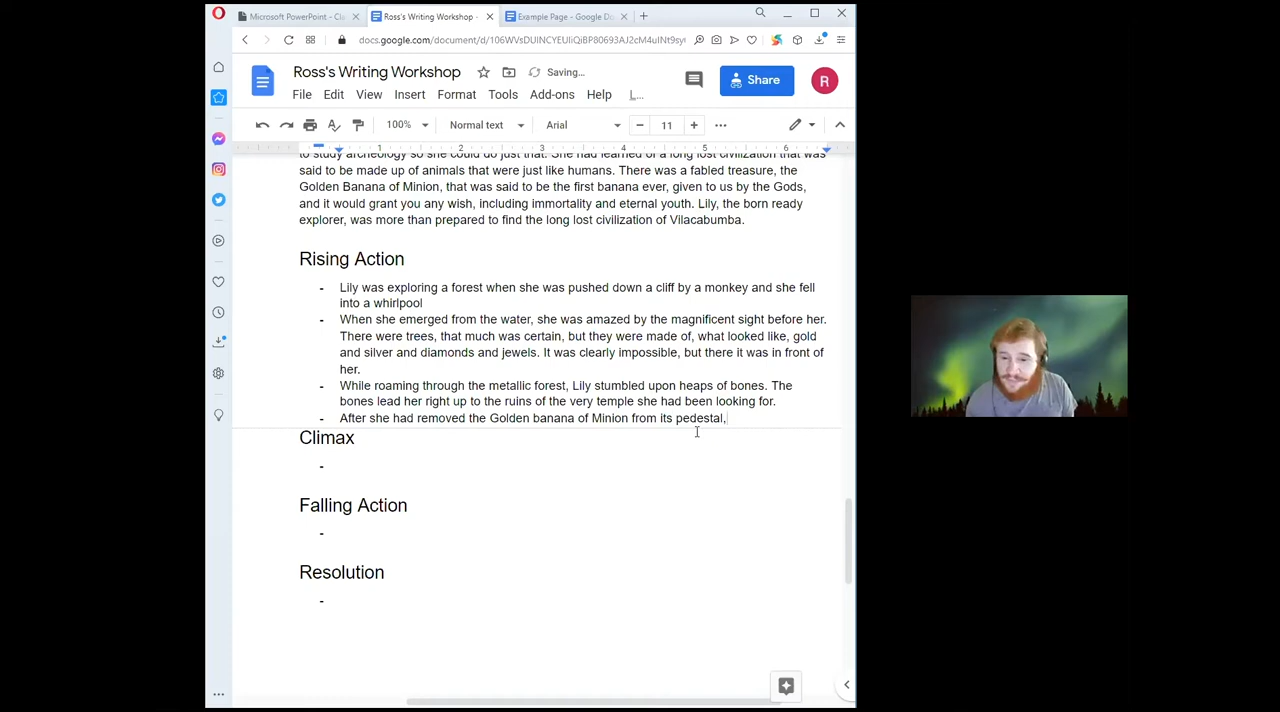 Microsoft PowerPoint - Cla
Ross's Writing Workshop -
Example Page - Google Do
docs.google.com/document/d/106WVsDUINCYEUIiQiBP80693AJ2cM4uINt9sy
Ross's Writing Workshop
Saving...
Share
R
File Edit View Insert Format Tools Add-ons Help L...
100% Normal text Arial 11
1 2 3 4 5 6
to study archeology so she could do just that. She had learned of a long lost civilization that was
said to be made up of animals that were just like humans. There was a fabled treasure, the
Golden Banana of Minion, that was said to be the first banana ever, given to us by the Gods,
and it would grant you any wish, including immortality and eternal youth. Lily, the born ready
explorer, was more than prepared to find the long lost civilization of Vilacabumba.
Rising Action
- Lily was exploring a forest when she was pushed down a cliff by a monkey and she fell
into a whirlpool
- When she emerged from the water, she was amazed by the magnificent sight before her.
There were trees, that much was certain, but they were made of, what looked like, gold
and silver and diamonds and jewels. It was clearly impossible, but there it was in front of
her.
- While roaming through the metallic forest, Lily stumbled upon heaps of bones. The
bones lead her right up to the ruins of the very temple she had been looking for.
- After she had removed the Golden banana of Minion from its pedestal,
Climax
-
Falling Action
-
Resolution
-